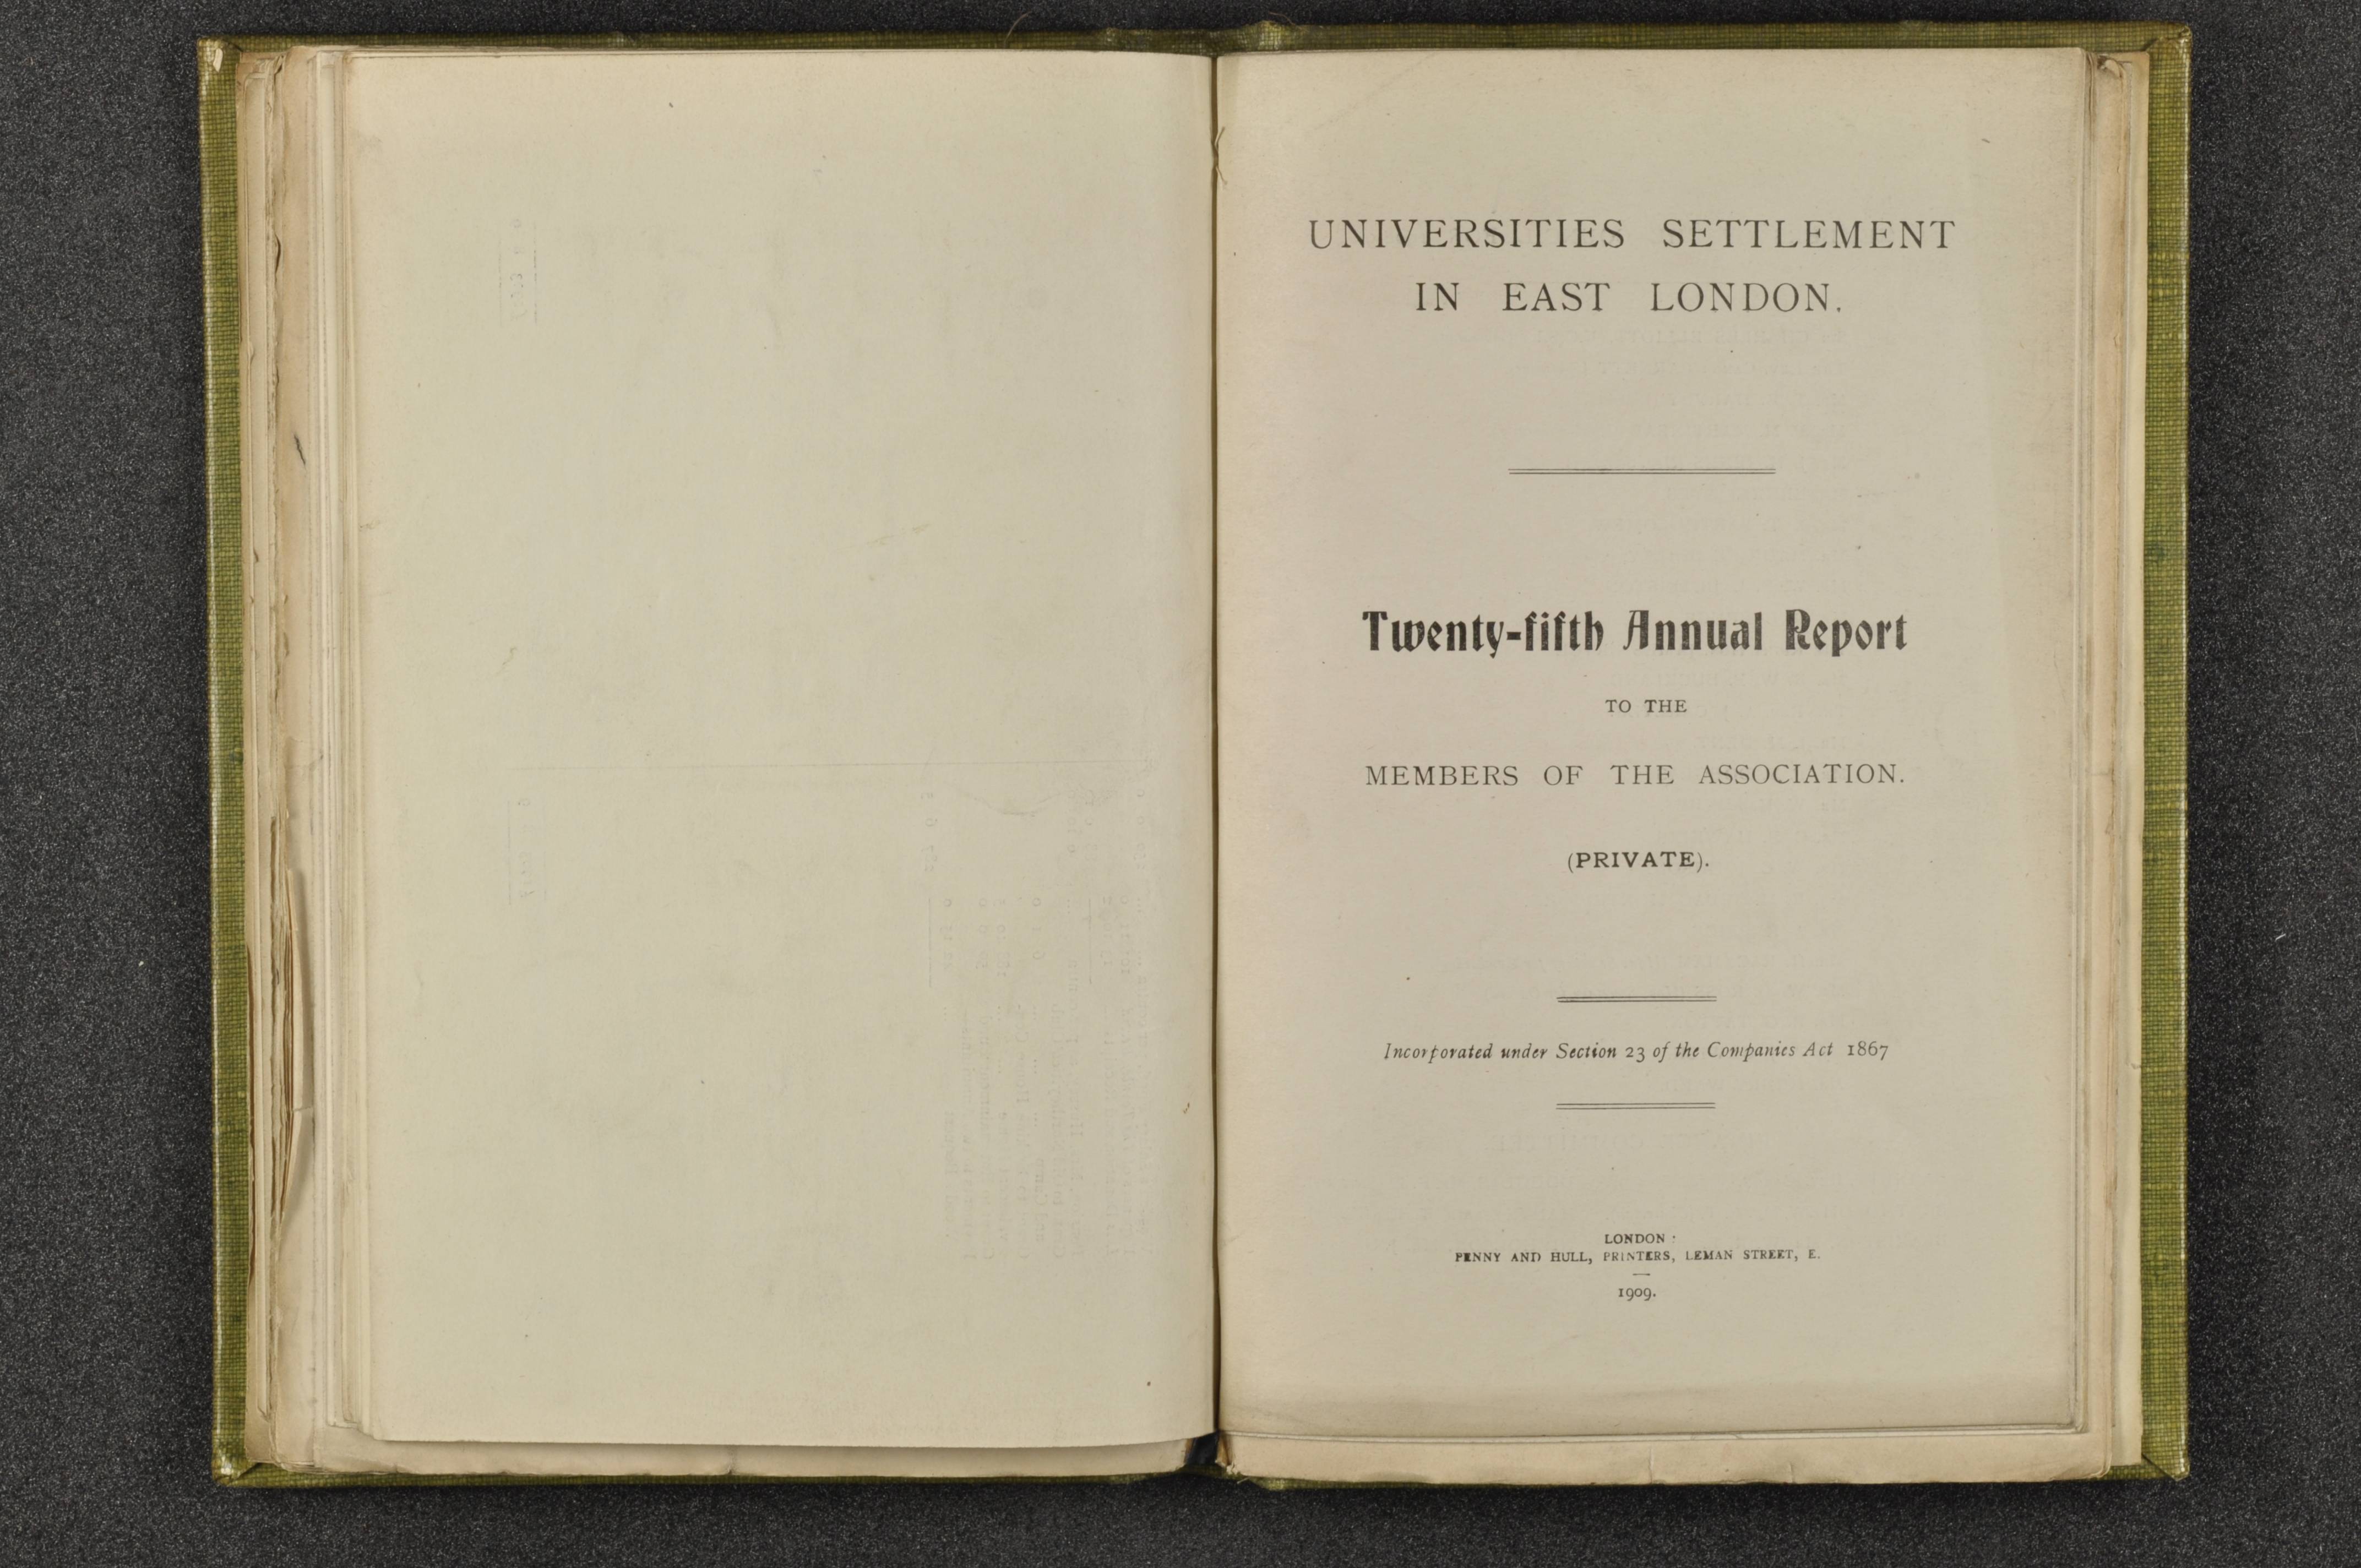 UNIVERSITIES SETTLEMENT
IN EAST LONDON.
Twenty-fifth Annual Report
TO THE
MEMBERS OF THE ASSOCIATION.
(PRIVATE).
Incorporated under Section 23 of the Companies Act 1867
LONDON :
PENNY AND HULL, PRINTERS, LEMAN STREET, E.
1909.